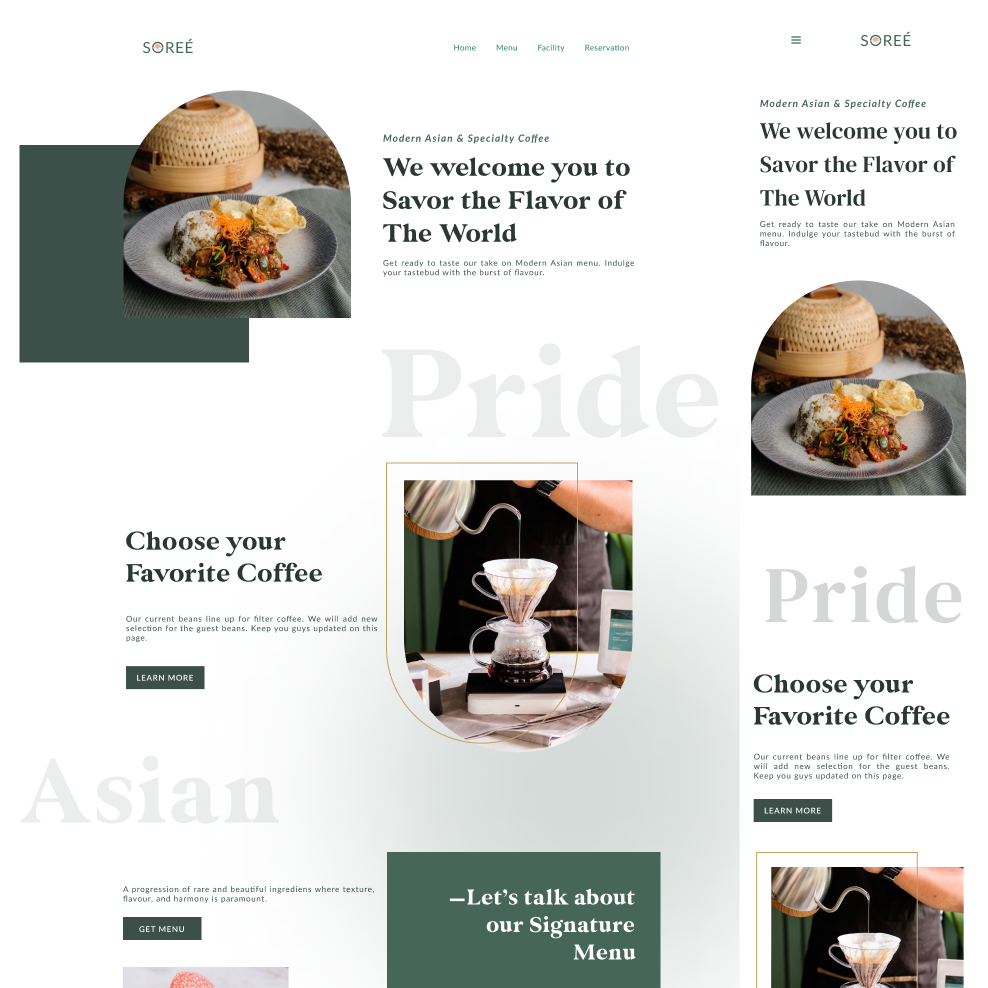 SOREÉ
Home Menu Facility Reservation
Modern Asian & Specialty Coffee
We welcome you to
Savor the Flavor of
The World
Get ready to taste our take on Modern Asian menu. Indulge
your tastebud with the burst of flavour.
Pride
Choose your
Favorite Coffee
Our current beans line up for filter coffee. We will add new
selection for the guest beans. Keep you guys updated on this
page.
LEARN MORE
Asian
A progression of rare and beautiful ingrediens where texture,
flavour, and harmony is paramount.
GET MENU
—Let's talk about
our Signature
Menu
SOREÉ
Modern Asian & Specialty Coffee
We welcome you to
Savor the Flavor of
The World
Get ready to taste our take on Modern Asian
menu. Indulge your tastebud with the burst of
flavour.
Pride
Choose your
Favorite Coffee
Our current beans line up for filter coffee. We
will add new selection for the guest beans.
Keep you guys updated on this page.
LEARN MORE